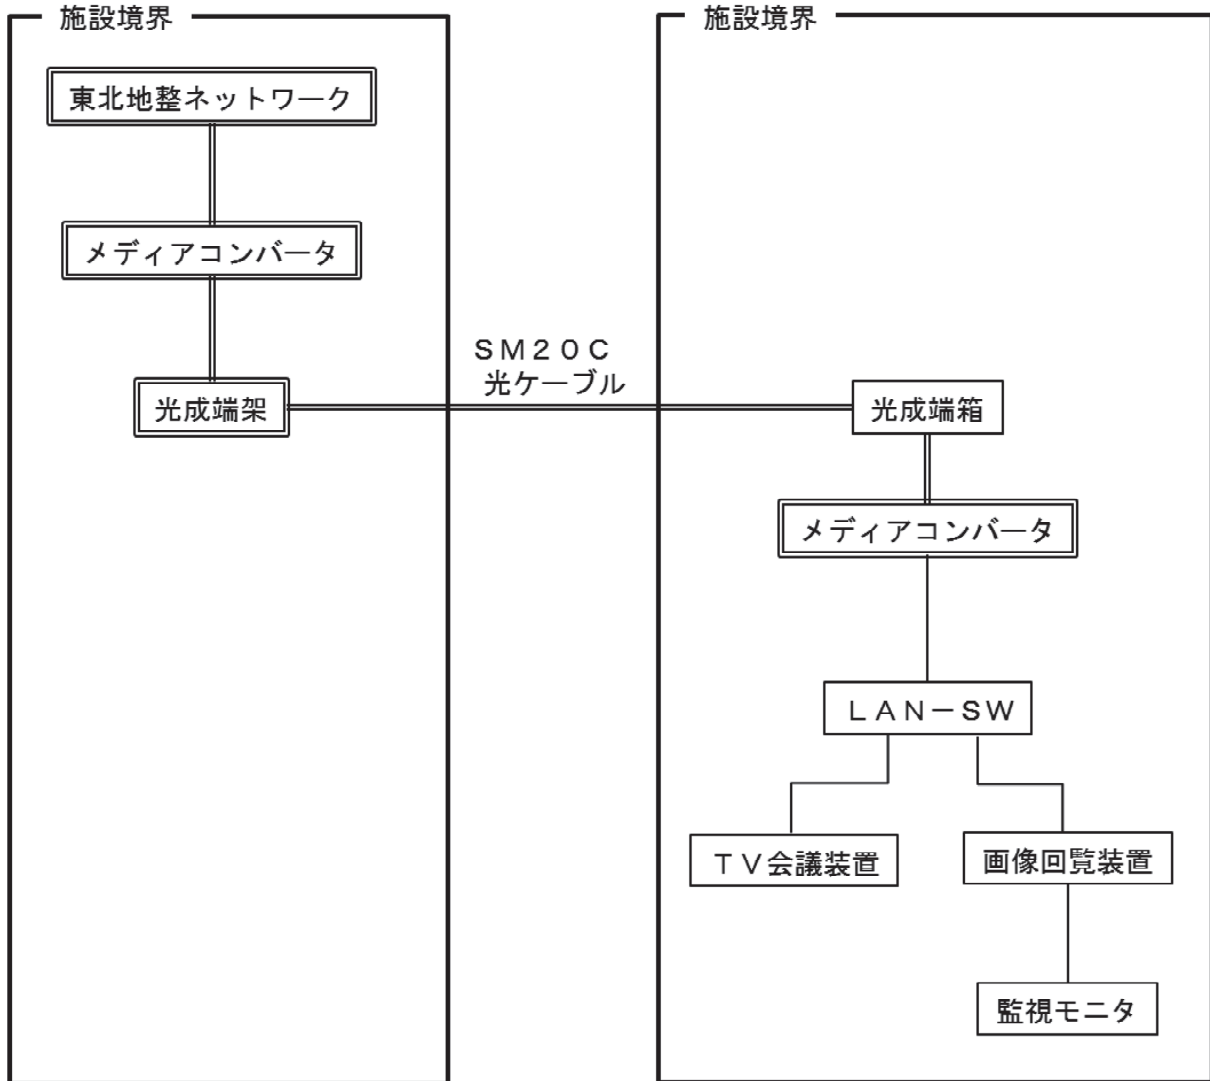 施設境界
東北地整ネットワーク
メディアコンバータ
光成端架
SM20C
光ケーブル
施設境界
光成端箱
メディアコンバータ
LAN-SW
TV会議装置
画像回覧装置
監視モニタ